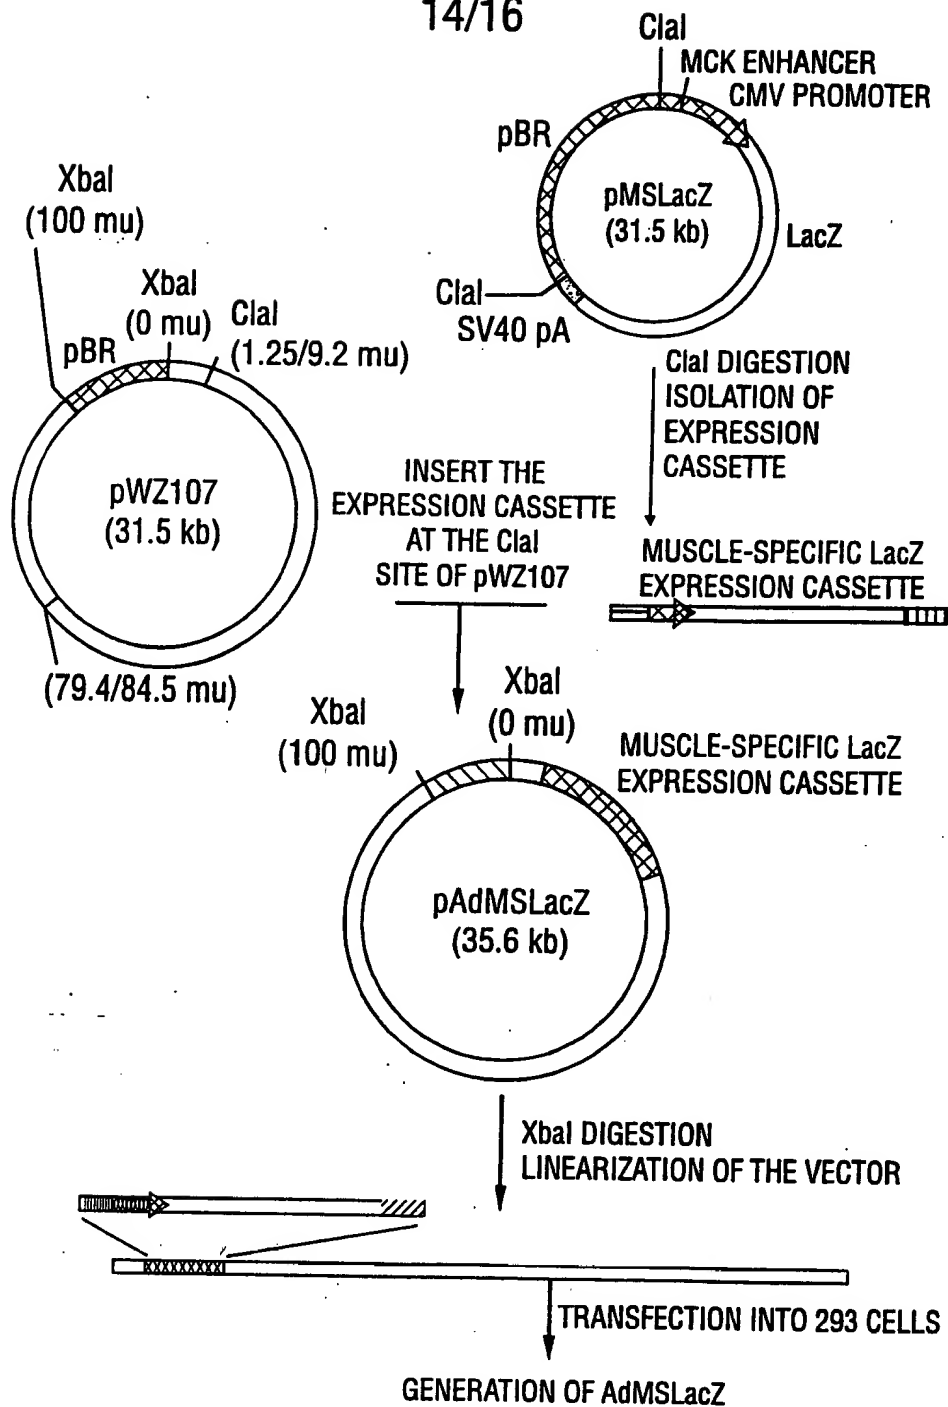 14/16
ClaI
MCK ENHANCER
CMV PROMOTER
pBR
pMSLacZ
(31.5 kb)
LacZ
ClaI
SV40 pA
XbaI
(100 mu)
XbaI
(0 mu)
ClaI
(1.25/9.2 mu)
pBR
pWZ107
(31.5 kb)
(79.4/84.5 mu)
ClaI DIGESTION
ISOLATION OF
EXPRESSION
CASSETTE
INSERT THE
EXPRESSION CASSETTE
AT THE ClaI
SITE OF pWZ107
MUSCLE-SPECIFIC LacZ
EXPRESSION CASSETTE
XbaI
(100 mu)
XbaI
(0 mu)
MUSCLE-SPECIFIC LacZ
EXPRESSION CASSETTE
pAdMSLacZ
(35.6 kb)
XbaI DIGESTION
LINEARIZATION OF THE VECTOR
TRANSFECTION INTO 293 CELLS
GENERATION OF AdMSLacZ